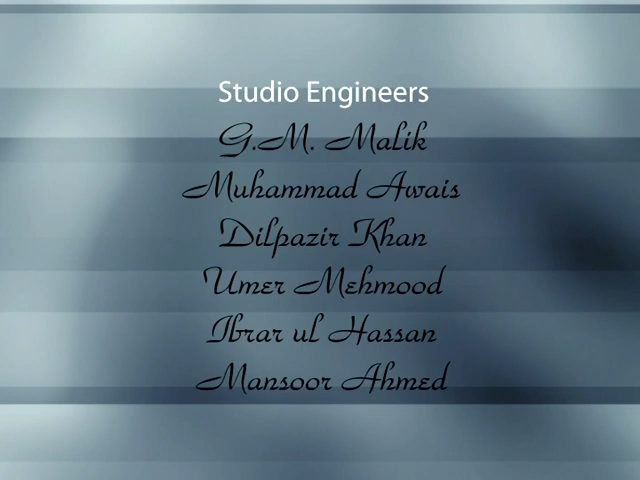 Studio Engineers
G.M. Malik
Muhammad Awais
Dilpazir Khan
Umer Mehmood
Ibrar ul Hassan
Mansoor Ahmed